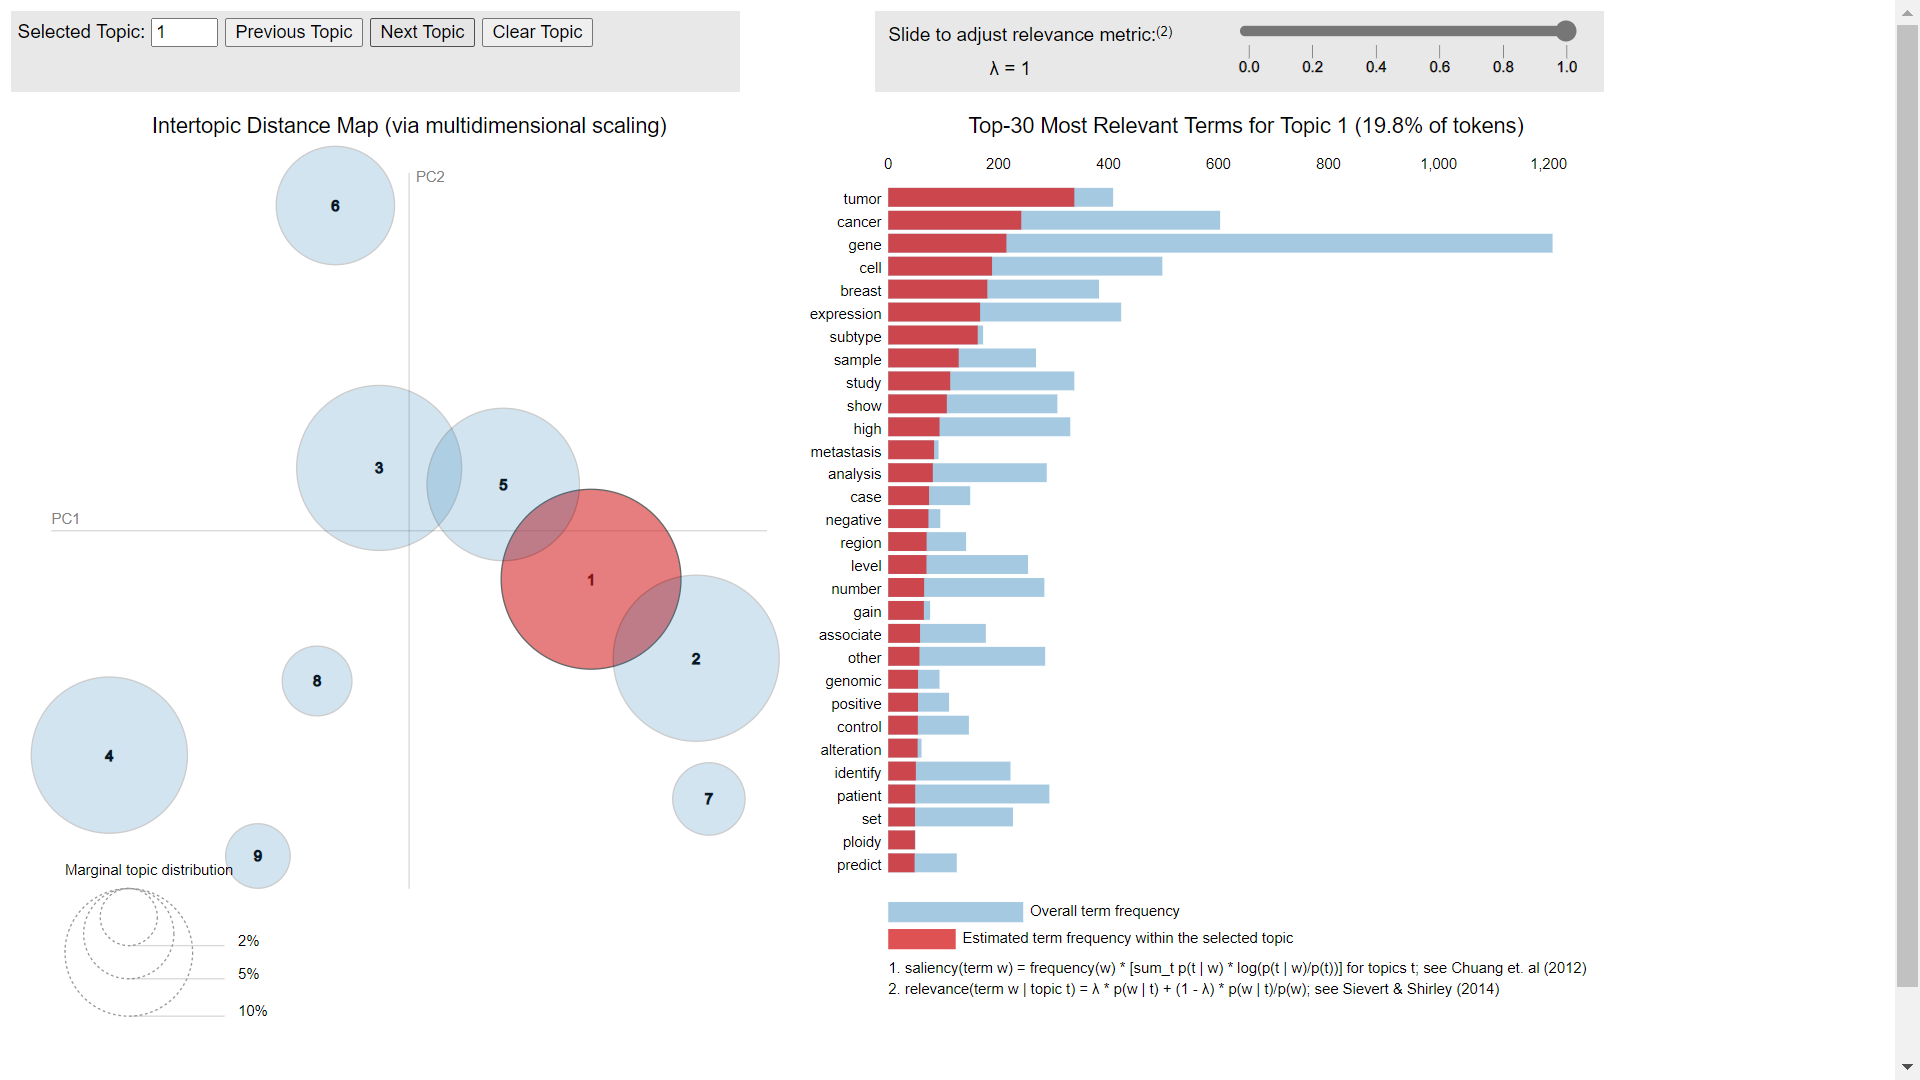 Selected Topic: 1 Previous Topic Next Topic Clear Topic
Slide to adjust relevance metric:(2)
λ = 1
0.0 0.2 0.4 0.6 0.8 1.0
Intertopic Distance Map (via multidimensional scaling)
PC2
PC1
6
3
5
1
2
8
4
7
9
Marginal topic distribution
2%
5%
10%
Top-30 Most Relevant Terms for Topic 1 (19.8% of tokens)
0 200 400 600 800 1,000 1,200
tumor
cancer
gene
cell
breast
expression
subtype
sample
study
show
high
metastasis
analysis
case
negative
region
level
number
gain
associate
other
genomic
positive
control
alteration
identify
patient
set
ploidy
predict
Overall term frequency
Estimated term frequency within the selected topic
1. saliency(term w) = frequency(w) * [sum_t p(t | w) * log(p(t | w)/p(t))] for topics t; see Chuang et. al (2012)
2. relevance(term w | topic t) = λ * p(w | t) + (1 - λ) * p(w | t)/p(w); see Sievert & Shirley (2014)